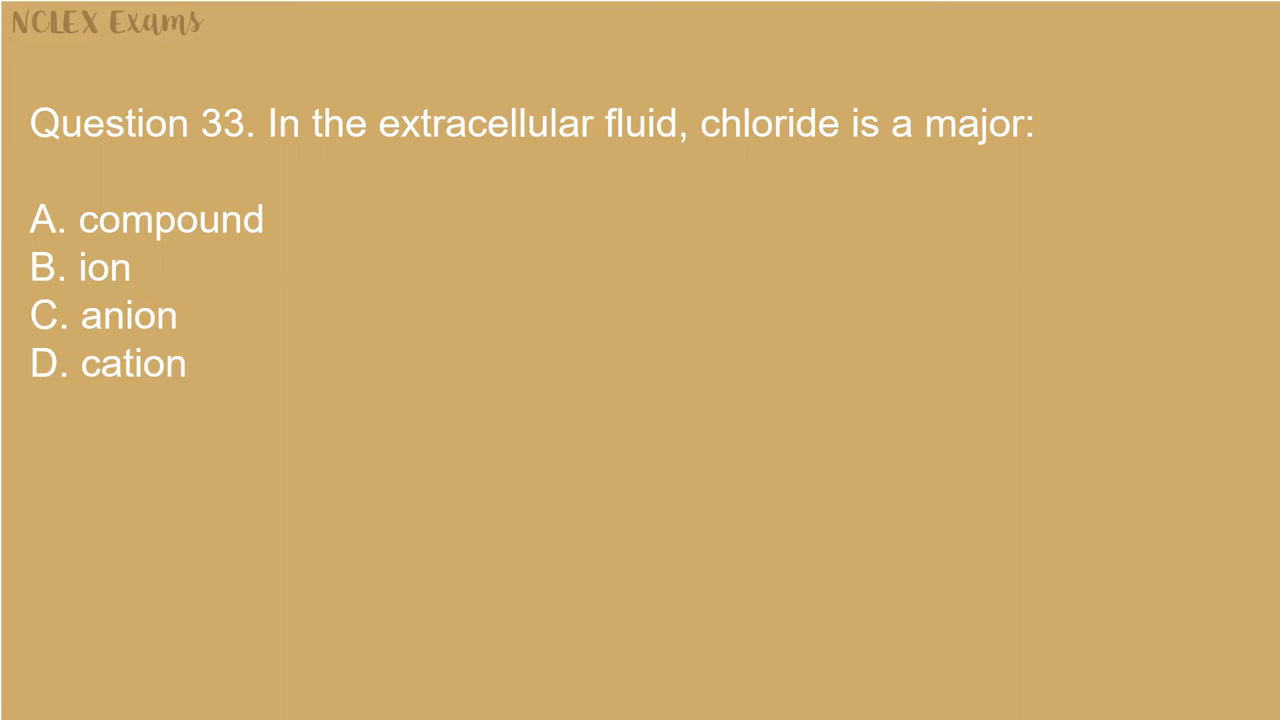 NCLEX Exams
Question 33. In the extracellular fluid, chloride is a major:
A. compound
B. ion
C. anion
D. cation